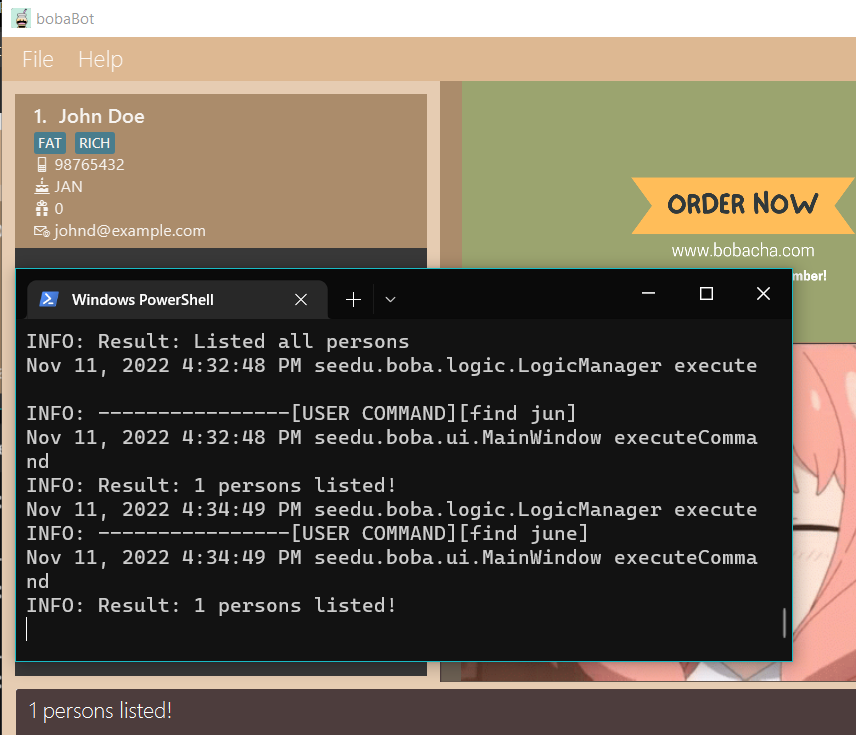 bobaBot
File Help
1. John Doe
FAT RICH
98765432
JAN
0
johnd@example.com
ORDER NOW
www.bobacha.com
mber!
Windows PowerShell
INFO: Result: Listed all persons
Nov 11, 2022 4:32:48 PM seedu.boba.logic.LogicManager execute
INFO: ----------------[USER COMMAND][find jun]
Nov 11, 2022 4:32:48 PM seedu.boba.ui.MainWindow executeComma
nd
INFO: Result: 1 persons listed!
Nov 11, 2022 4:34:49 PM seedu.boba.logic.LogicManager execute
INFO: ----------------[USER COMMAND][find june]
Nov 11, 2022 4:34:49 PM seedu.boba.ui.MainWindow executeComma
nd
INFO: Result: 1 persons listed!
1 persons listed!